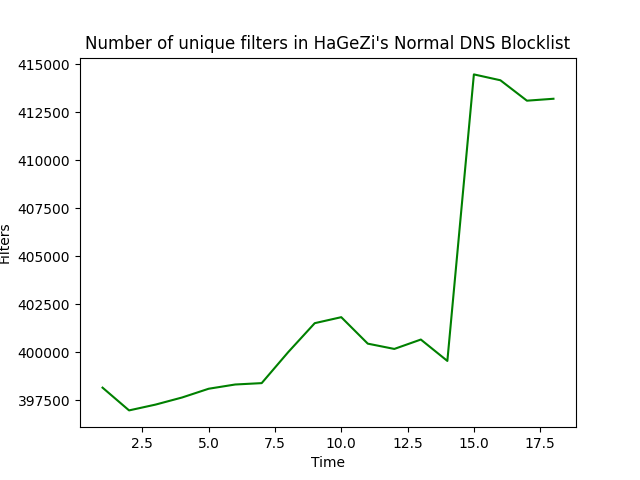 Number of unique filters in HaGeZi's Normal DNS Blocklist
415000
412500
410000
407500
405000
402500
400000
397500
Filters
2.5 5.0 7.5 10.0 12.5 15.0 17.5
Time